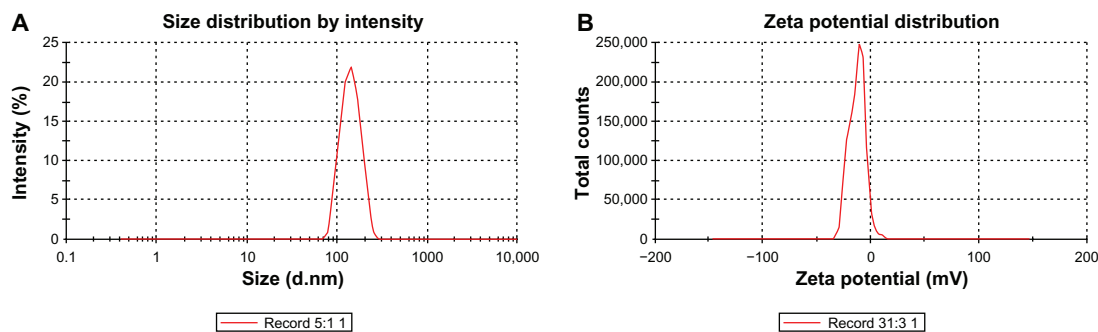 A
Size distribution by intensity
Intensity (%)
25
20
15
10
5
0
0.1 1 10 100 1000 10,000
Size (d.nm)
Record 5:1 1
B
Zeta potential distribution
Total counts
250,000
200,000
150,000
100,000
50,000
0
−200 −100 0 100 200
Zeta potential (mV)
Record 31:3 1